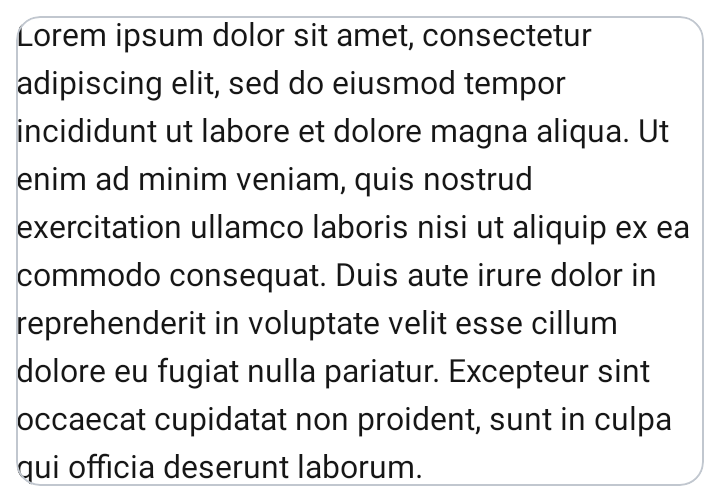 Lorem ipsum dolor sit amet, consectetur
adipiscing elit, sed do eiusmod tempor
incididunt ut labore et dolore magna aliqua. Ut
enim ad minim veniam, quis nostrud
exercitation ullamco laboris nisi ut aliquip ex ea
commodo consequat. Duis aute irure dolor in
reprehenderit in voluptate velit esse cillum
dolore eu fugiat nulla pariatur. Excepteur sint
occaecat cupidatat non proident, sunt in culpa
qui officia deserunt laborum.